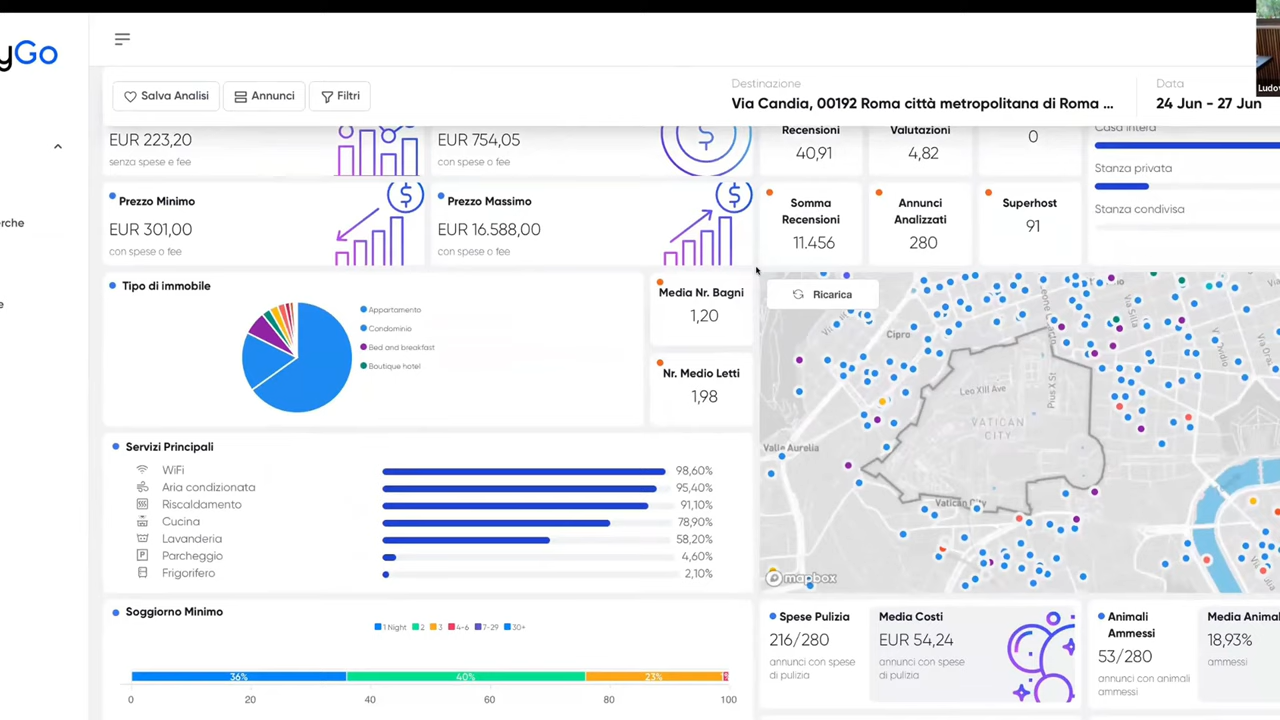 yGo
Salva Analisi
Annunci
Filtri
Destinazione
Via Candia, 00192 Roma città metropolitana di Roma ...
Data
24 Jun - 27 Jun
Ludov
EUR 223,20
senza spese e fee
EUR 754,05
con spese o fee
Recensioni
40,91
Valutazioni
4,82
0
Casa intera
Stanza privata
Stanza condivisa
erche
e
Prezzo Minimo
EUR 301,00
con spese o fee
Prezzo Massimo
EUR 16.588,00
con spese o fee
Somma
Recensioni
11.456
Annunci
Analizzati
280
Superhost
91
Tipo di immobile
Appartamento
Condominio
Bed and breakfast
Boutique hotel
Media Nr. Bagni
1,20
Nr. Medio Letti
1,98
Ricarica
Cipro
Leo XIII Ave
Pius X St
VATICAN
CITY
Valle Aurelia
Vatican City
Via Silla
mapbox
Servizi Principali
WiFi 98,60%
Aria condizionata 95,40%
Riscaldamento 91,10%
Cucina 78,90%
Lavanderia 58,20%
Parcheggio 4,60%
Frigorifero 2,10%
Soggiorno Minimo
1 Night 2 3 4-6 7-29 30+
36% 40% 23%
0 20 40 60 80 100
Spese Pulizia
216/280
annunci con spese
di pulizia
Media Costi
EUR 54,24
annunci con spese
di pulizia
Animali
Ammessi
53/280
annunci con animali
ammessi
Media Animal
18,93%
ammessi